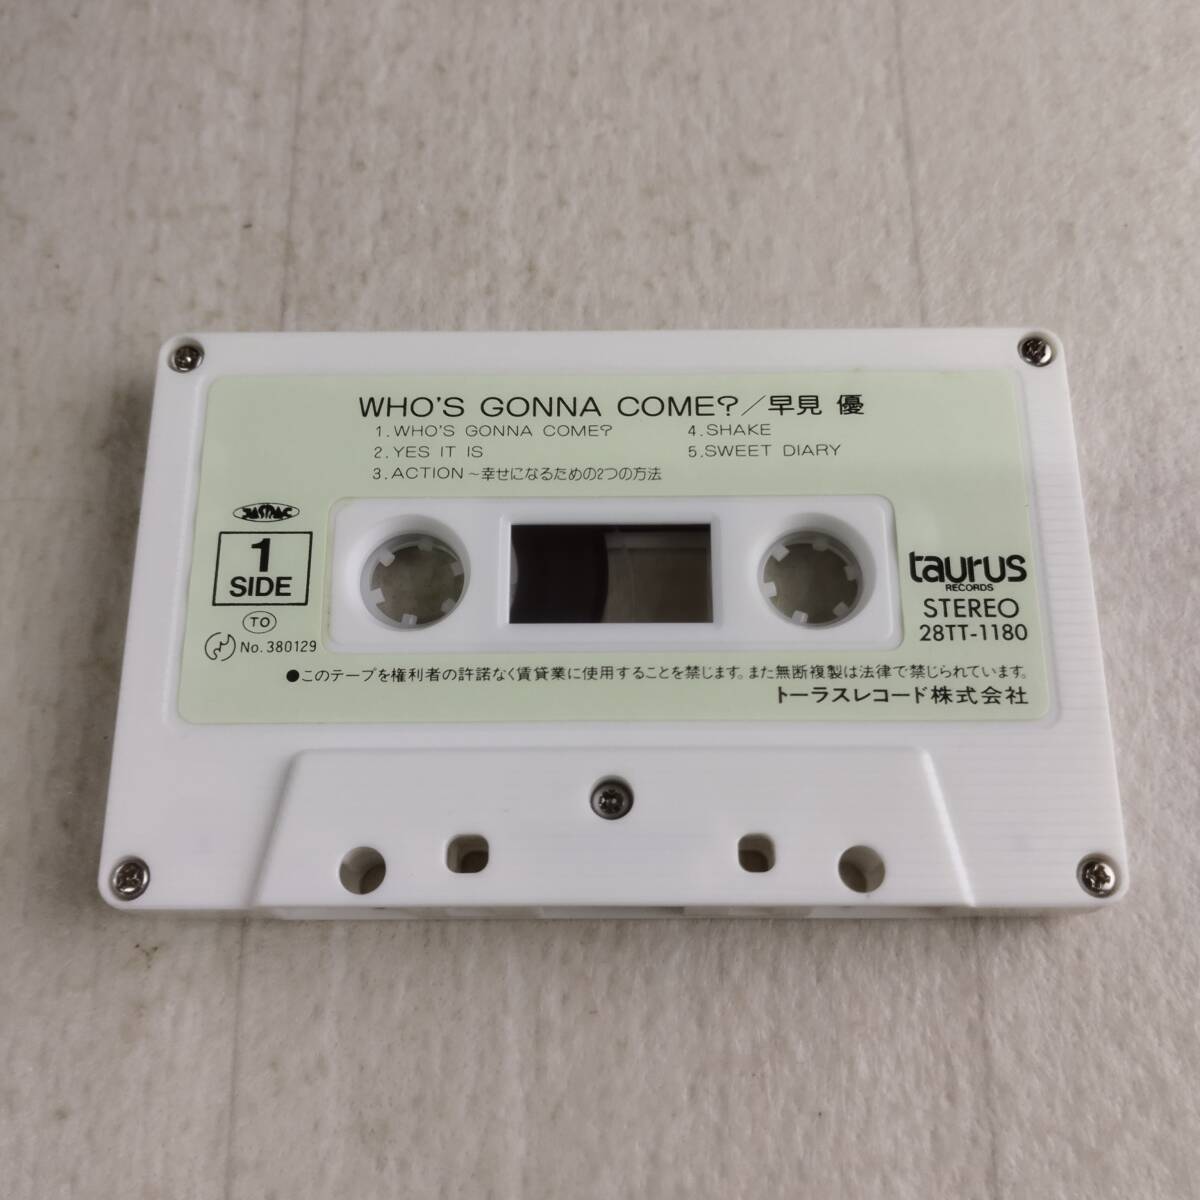 WHO'S GONNA COME?／早見 優
1.WHO'S GONNA COME?
2.YES IT IS
3.ACTION～幸せになるための2つの方法
4.SHAKE
5.SWEET DIARY
JASRAC
1
SIDE
TO
No.380129
taurus
RECORDS
STEREO
28TT-1180
●このテープを権利者の許諾なく賃貸業に使用することを禁じます。また無断複製は法律で禁じられています。
トーラスレコード株式会社